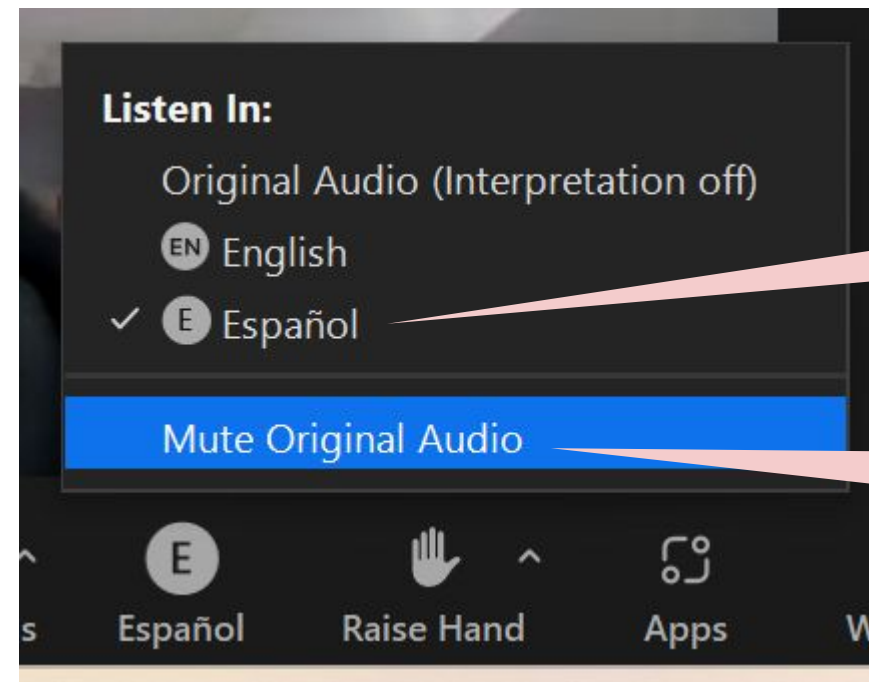 Listen In:
Original Audio (Interpretation off)
EN English
E Español
Mute Original Audio
E
s Español Raise Hand Apps W